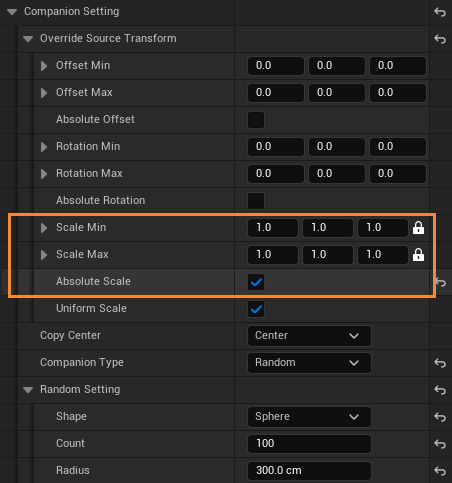 Companion Setting
Override Source Transform
Offset Min 0.0 0.0 0.0
Offset Max 0.0 0.0 0.0
Absolute Offset
Rotation Min 0.0 0.0 0.0
Rotation Max 0.0 0.0 0.0
Absolute Rotation
Scale Min 1.0 1.0 1.0
Scale Max 1.0 1.0 1.0
Absolute Scale
Uniform Scale
Copy Center Center
Companion Type Random
Random Setting
Shape Sphere
Count 100
Radius 300.0 cm